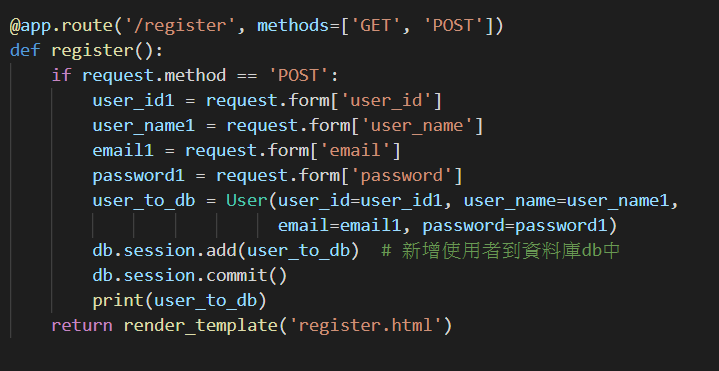 @app.route('/register', methods=['GET', 'POST'])
def register():
    if request.method == 'POST':
        user_id1 = request.form['user_id']
        user_name1 = request.form['user_name']
        email1 = request.form['email']
        password1 = request.form['password']
        user_to_db = User(user_id=user_id1, user_name=user_name1,
                          email=email1, password=password1)
        db.session.add(user_to_db)  # 新增使用者到資料庫db中
        db.session.commit()
        print(user_to_db)
    return render_template('register.html')